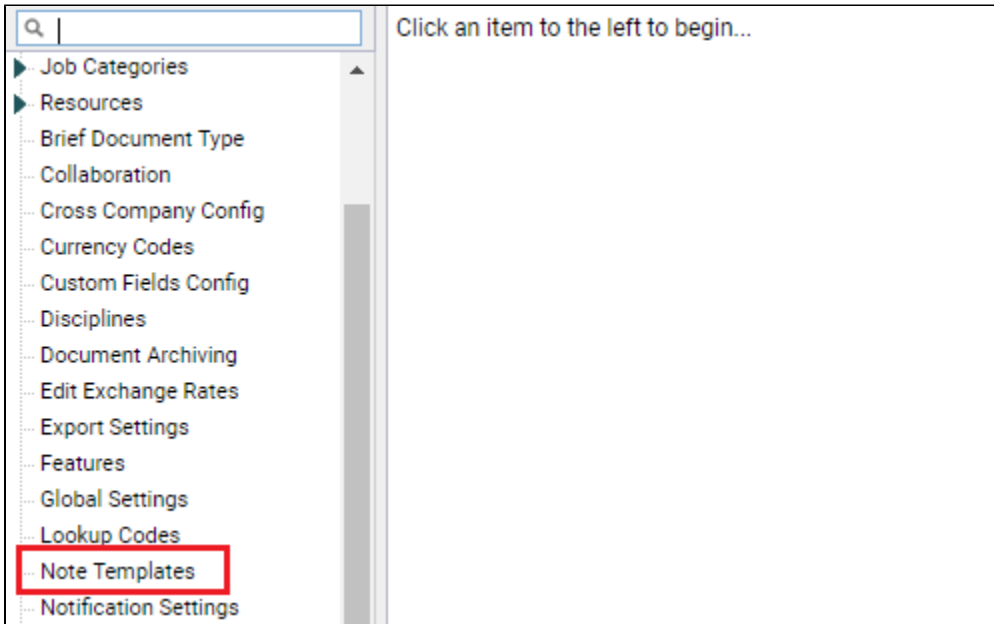 Click an item to the left to begin...
Job Categories
Resources
Brief Document Type
Collaboration
Cross Company Config
Currency Codes
Custom Fields Config
Disciplines
Document Archiving
Edit Exchange Rates
Export Settings
Features
Global Settings
Lookup Codes
Note Templates
Notification Settings